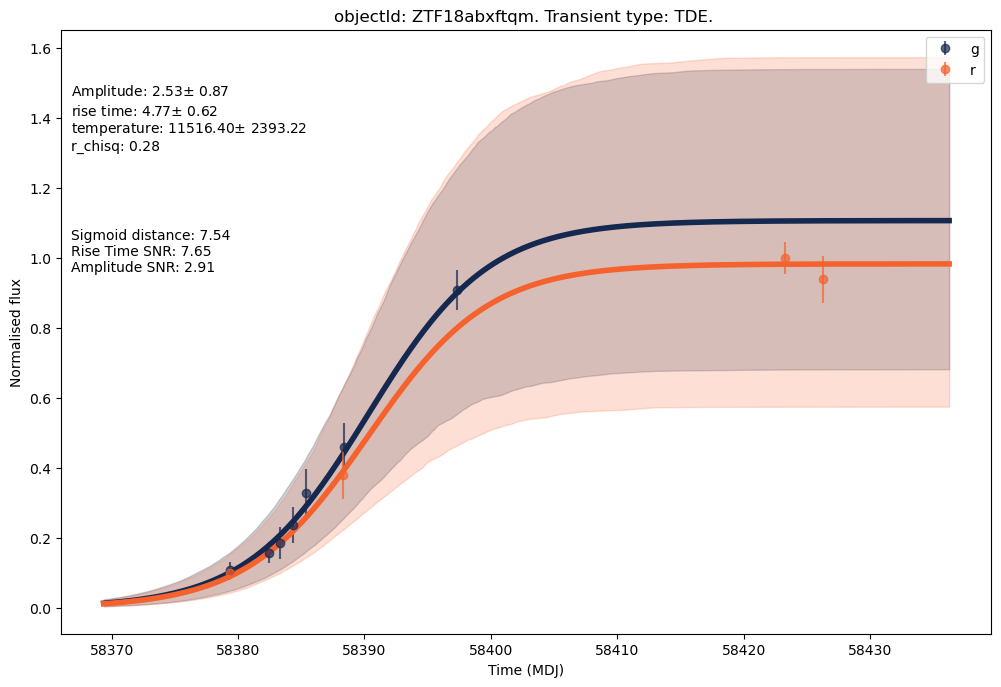 objectId: ZTF18abxftqm. Transient type: TDE.
1.6
1.4
1.2
1.0
0.8
0.6
0.4
0.2
0.0
Normalised flux
Amplitude: 2.53± 0.87
rise time: 4.77± 0.62
temperature: 11516.40± 2393.22
r_chisq: 0.28
Sigmoid distance: 7.54
Rise Time SNR: 7.65
Amplitude SNR: 2.91
g
r
58370 58380 58390 58400 58410 58420 58430
Time (MDJ)